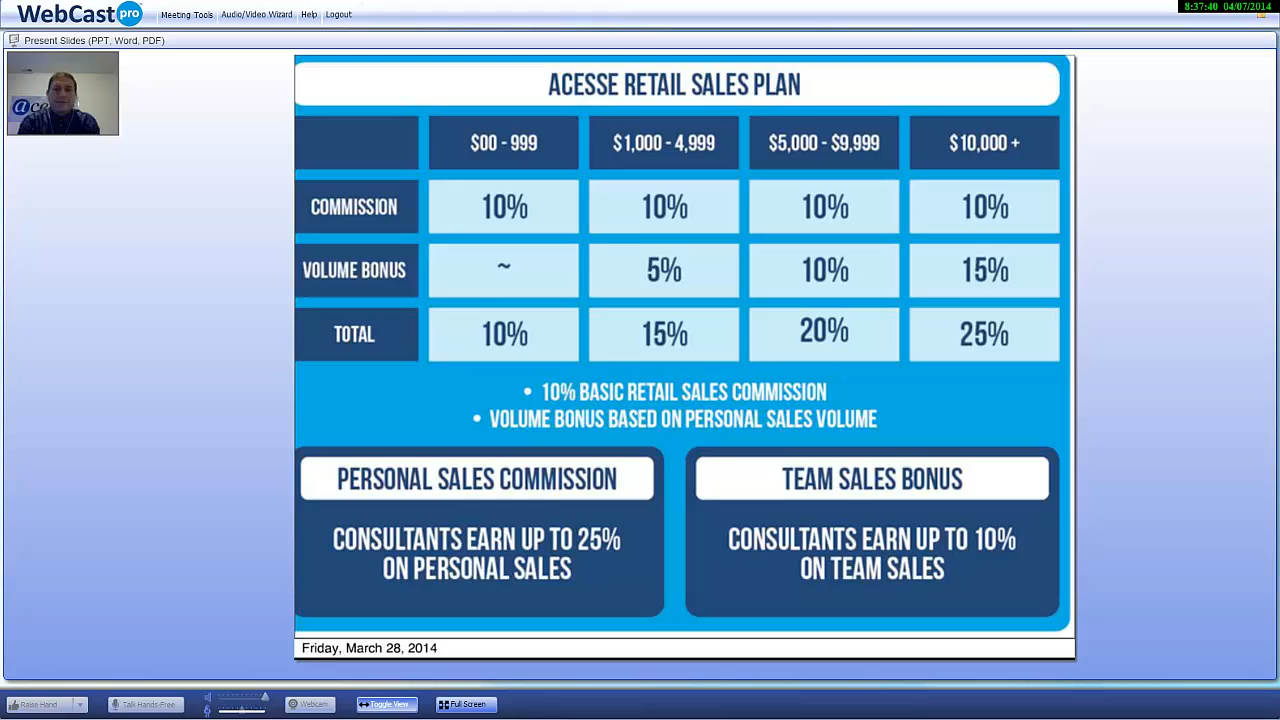 WebCast pro
Meeting Tools Audio/Video Wizard Help Logout
8:37:40 04/07/2014
Present Slides (PPT, Word, PDF)
@ace
ACESSE RETAIL SALES PLAN
$00 - 999 $1,000 - 4,999 $5,000 - $9,999 $10,000 +
COMMISSION 10% 10% 10% 10%
VOLUME BONUS ~ 5% 10% 15%
TOTAL 10% 15% 20% 25%
• 10% BASIC RETAIL SALES COMMISSION
• VOLUME BONUS BASED ON PERSONAL SALES VOLUME
PERSONAL SALES COMMISSION
CONSULTANTS EARN UP TO 25%
ON PERSONAL SALES
TEAM SALES BONUS
CONSULTANTS EARN UP TO 10%
ON TEAM SALES
Friday, March 28, 2014
Raise Hand Talk Hands-Free Webcam Toggle View Full Screen